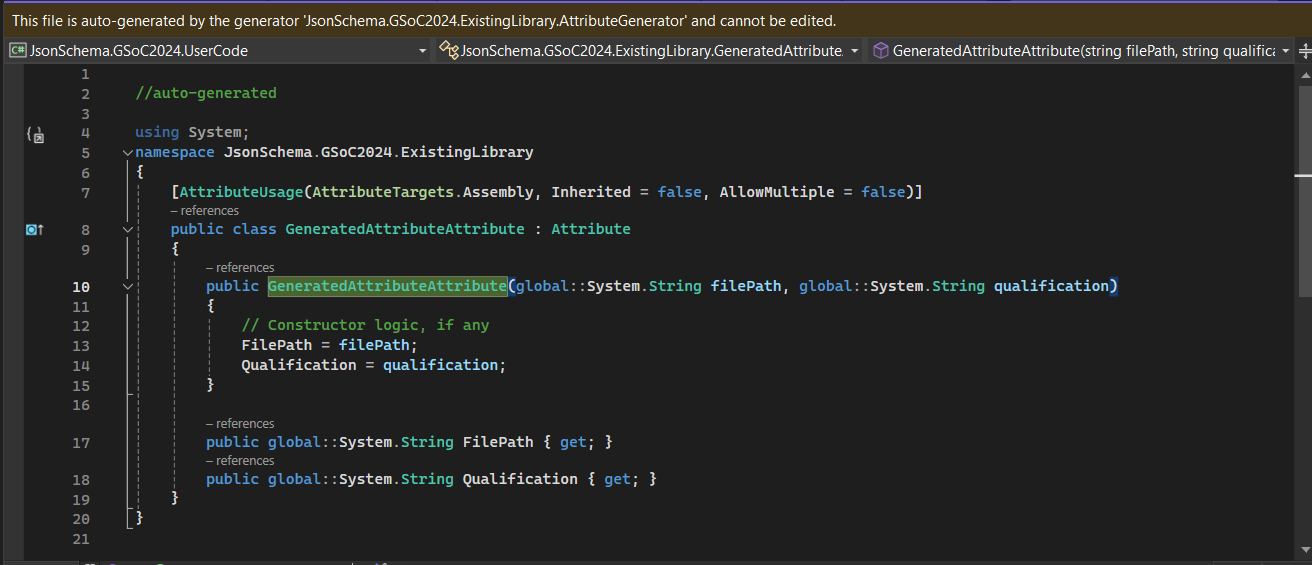 This file is auto-generated by the generator 'JsonSchema.GSoC2024.ExistingLibrary.AttributeGenerator' and cannot be edited.
C# JsonSchema.GSoC2024.UserCode JsonSchema.GSoC2024.ExistingLibrary.GeneratedAttribute. GeneratedAttributeAttribute(string filePath, string qualifica
1
2 //auto-generated
3
4 using System;
5 namespace JsonSchema.GSoC2024.ExistingLibrary
6 {
7 [AttributeUsage(AttributeTargets.Assembly, Inherited = false, AllowMultiple = false)]
– references
8 public class GeneratedAttributeAttribute : Attribute
9 {
– references
10 public GeneratedAttributeAttribute(global::System.String filePath, global::System.String qualification)
11 {
12 // Constructor logic, if any
13 FilePath = filePath;
14 Qualification = qualification;
15 }
16
– references
17 public global::System.String FilePath { get; }
– references
18 public global::System.String Qualification { get; }
19 }
20 }
21